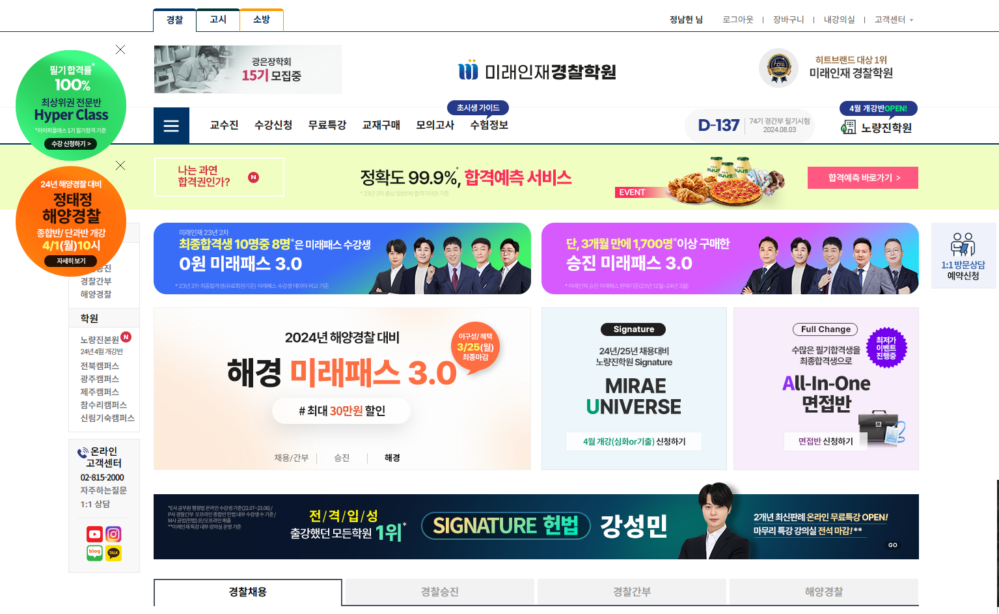 경찰
고시
소방
정남헌 님
로그아웃
장바구니
내강의실
고객센터
필기 합격률*
100%
최상위권 전문반
Hyper Class
*하이퍼클래스 1기 필기합격 기준
수강 신청하기 >
광은장학회
15기 모집중
미래인재경찰학원
히트브랜드 대상 1위
미래인재 경찰학원
초시생 가이드
4월 개강반OPEN!
교수진
수강신청
무료특강
교재구매
모의고사
수험정보
D-137
74기 경간부 필기시험
2024.08.03
노량진학원
24년 해양경찰 대비
정태정
해양경찰
종합반/ 단과반 개강
4/1(월)10시
자세히 보기
나는 과연
합격권인가?
N
정확도 99.9%*, 합격예측 서비스
* 23년 2차 충남 일반(여) 합격기대권 기준
EVENT
합격예측 바로가기 >
미래인재 23년 2차
최종합격생 10명중 8명*은 미래패스 수강생
0원 미래패스 3.0
* 23년 2차 최종합격생(유료회원기준) 미래패스 수강생 데이터 비교 기준
단, 3개월 만에 1,700명*이상 구매한
승진 미래패스 3.0
* 미래인재 승진 미래패스 판매기준(23년 12월~24년 3월)
1:1 방문상담
예약신청
경찰간부
해양경찰
학원
노량진본원 N
24년 4월 개강반
전북캠퍼스
광주캠퍼스
제주캠퍼스
참수리캠퍼스
신림기숙캠퍼스
온라인
고객센터
02-815-2000
자주하는질문
1:1 상담
blog
TALK
2024년 해양경찰 대비
해경 미래패스 3.0
이구성/ 혜택
3/25(월)
최종마감
# 최대 30만원 할인
채용/간부
승진
해경
Signature
24년/25년 채용대비
노량진학원 Signature
MIRAE
UNIVERSE
4월 개강(심화or기출) 신청하기
Full Change
수많은 필기합격생을
최종합격생으로
최저가
이벤트
진행중
All-In-One
면접반
면접반 신청하기
*E사 공무원 행정법 온라인 수강생 기준(22.07~23.06) /
P사 경찰간부 오프라인 종합반 헌법 내부 수강생 수 기준 /
M사 공법(헌법) 온/오프라인 매출
**미래인재 특강 내부 강의실 운영 기준
전/격/입/성
출강했던 모든학원 1위*
SIGNATURE 헌법
강성민
2개년 최신판례 온라인 무료특강 OPEN!
마무리 특강 강의실 전석 마감!**
GO
경찰채용
경찰승진
경찰간부
해양경찰